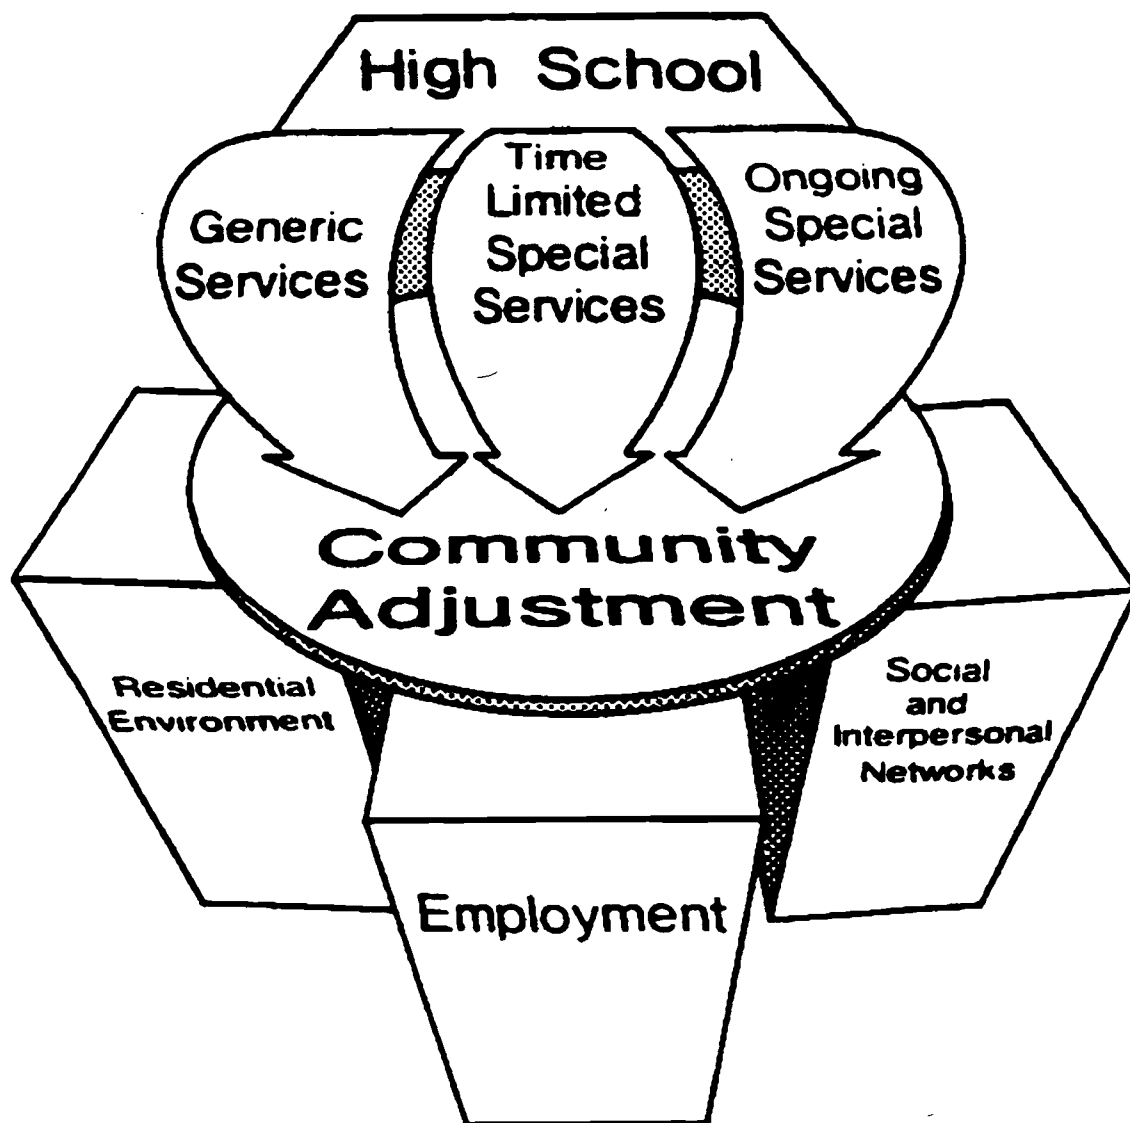 High School
Generic
Services
Time
Limited
Special
Services
Ongoing
Special
Services
Community
Adjustment
Residential
Environment
Employment
Social
and
Interpersonal
Networks